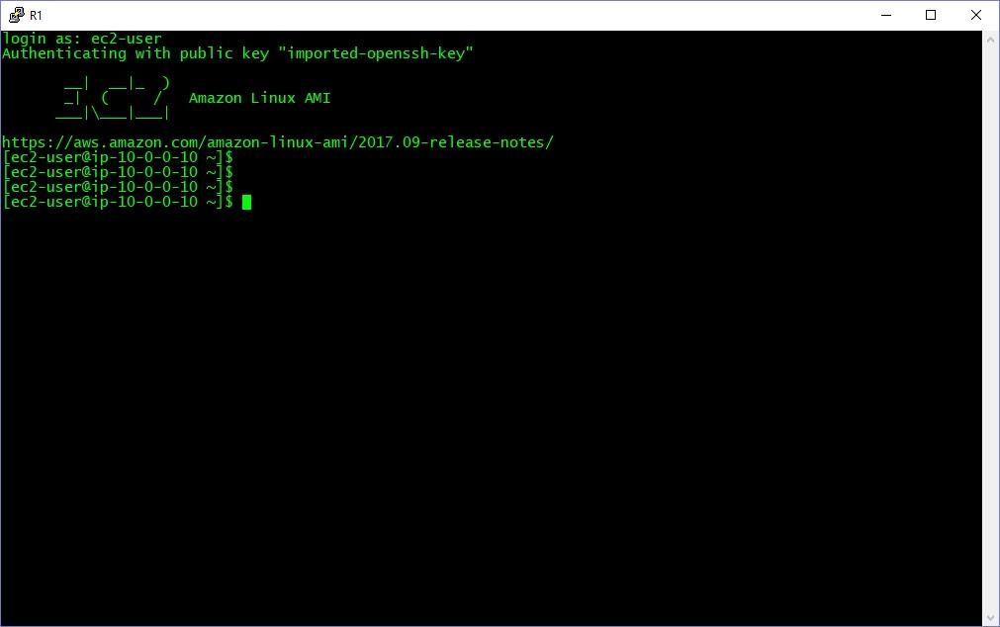 R1
login as: ec2-user
Authenticating with public key "imported-openssh-key"
       __|  __|_  )
       _|  (     /   Amazon Linux AMI
      ___|\___|___|
https://aws.amazon.com/amazon-linux-ami/2017.09-release-notes/
[ec2-user@ip-10-0-0-10 ~]$
[ec2-user@ip-10-0-0-10 ~]$
[ec2-user@ip-10-0-0-10 ~]$
[ec2-user@ip-10-0-0-10 ~]$